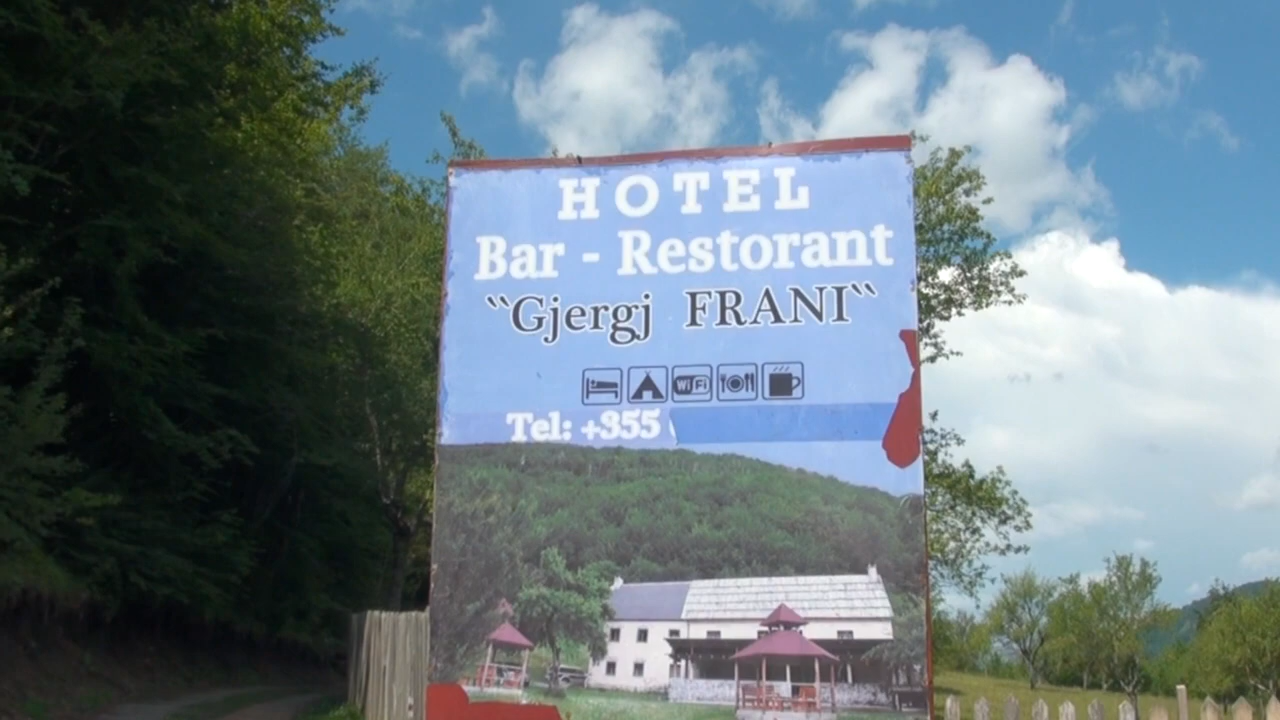 HOTEL
Bar - Restorant
‶Gjergj FRANI‶
WiFi
Tel: +355